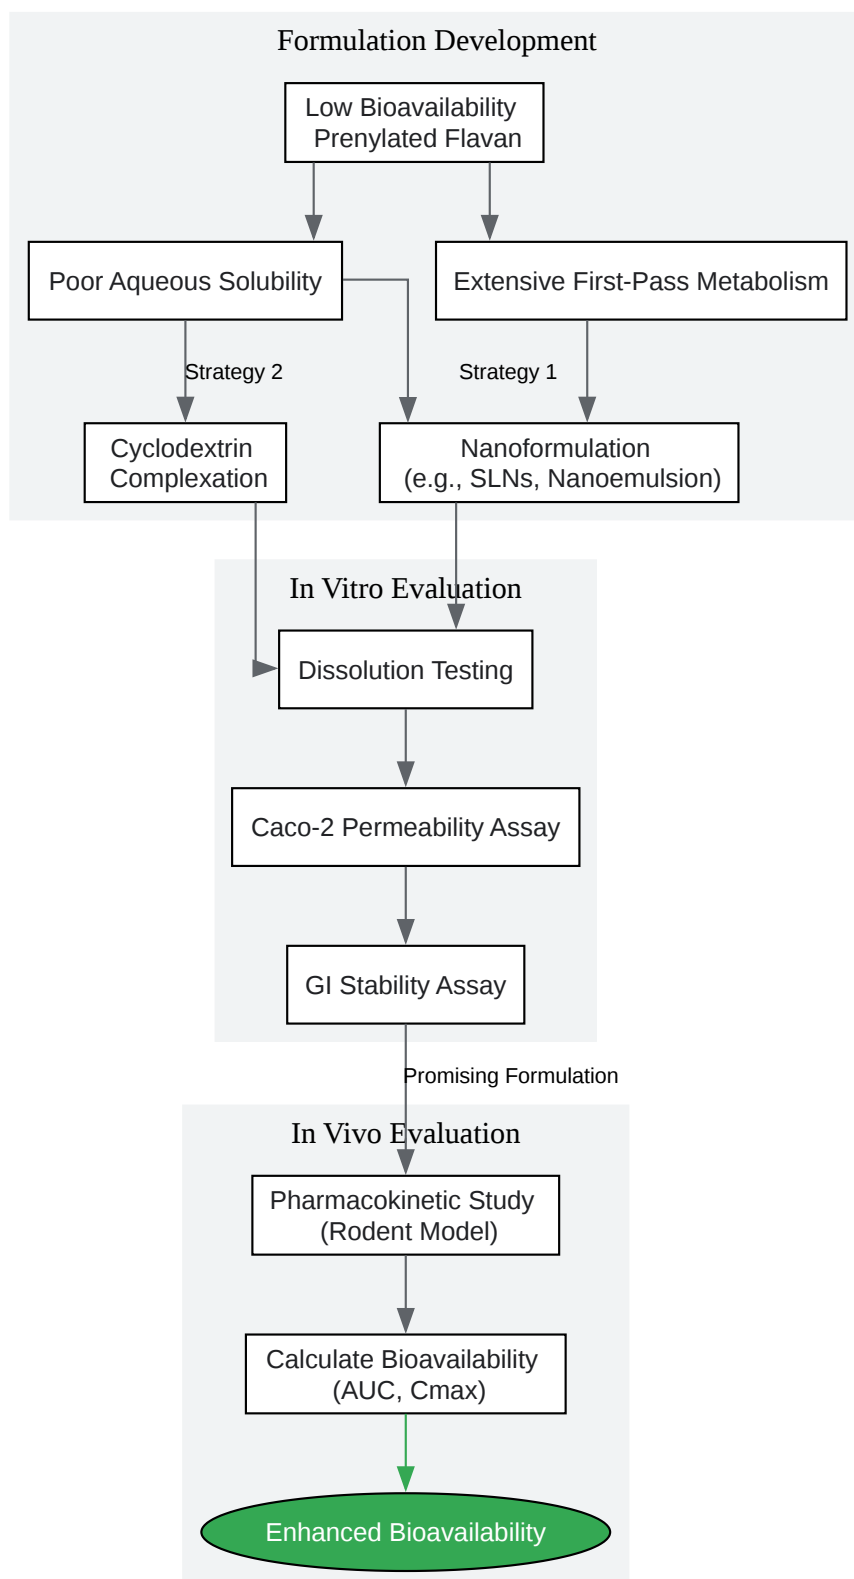 Formulation Development
Low Bioavailability
Prenylated Flavan
Poor Aqueous Solubility
Extensive First-Pass Metabolism
Strategy 2
Strategy 1
Cyclodextrin
Complexation
Nanoformulation
(e.g., SLNs, Nanoemulsion)
In Vitro Evaluation
Dissolution Testing
Caco-2 Permeability Assay
GI Stability Assay
Promising Formulation
In Vivo Evaluation
Pharmacokinetic Study
(Rodent Model)
Calculate Bioavailability
(AUC, Cmax)
Enhanced Bioavailability